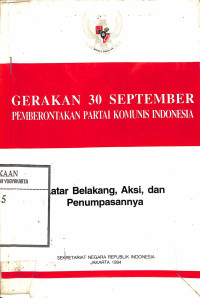 GERAKAN 30 SEPTEMBER
PEMBERONTAKAN PARTAI KOMUNIS INDONESIA
atar Belakang, Aksi, dan
Penumpasannya
KAAN
YOGYAKARTA
5
SEKRETARIAT NEGARA REPUBLIK INDONESIA
JAKARTA 1994